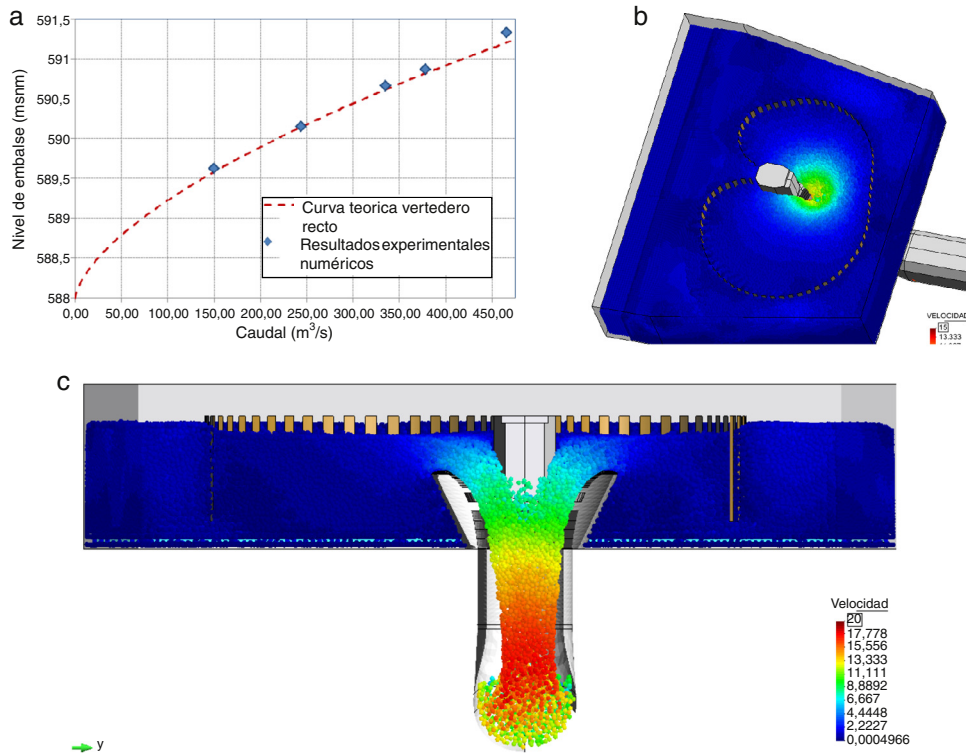 a
591,5
591
590,5
590
589,5
589
588,5
588
Nivel de embalse (msnm)
0,00 50,00 100,00 150,00 200,00 250,00 300,00 350,00 400,00 450,00
Caudal (m³/s)
Curva teorica vertedero
recto
Resultados experimentales
numéricos
b
VELOCIDAD
15
13.333
c
Velocidad
20
17,778
15,556
13,333
11,111
8,8892
6,667
4,4448
2,2227
0,0004966
y